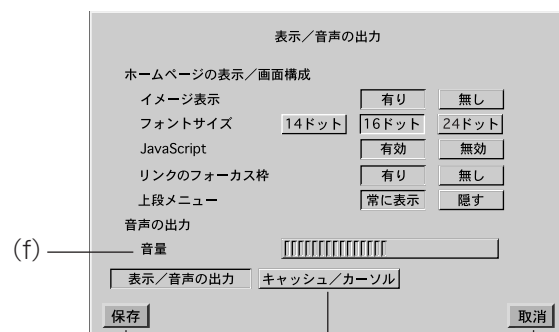 表示／音声の出力
ホームページの表示／画面構成
イメージ表示 有り 無し
フォントサイズ 14ドット 16ドット 24ドット
JavaScript 有効 無効
リンクのフォーカス枠 有り 無し
上段メニュー 常に表示 隠す
音声の出力
(f) 音量
表示／音声の出力 キャッシュ／カーソル
保存 取消